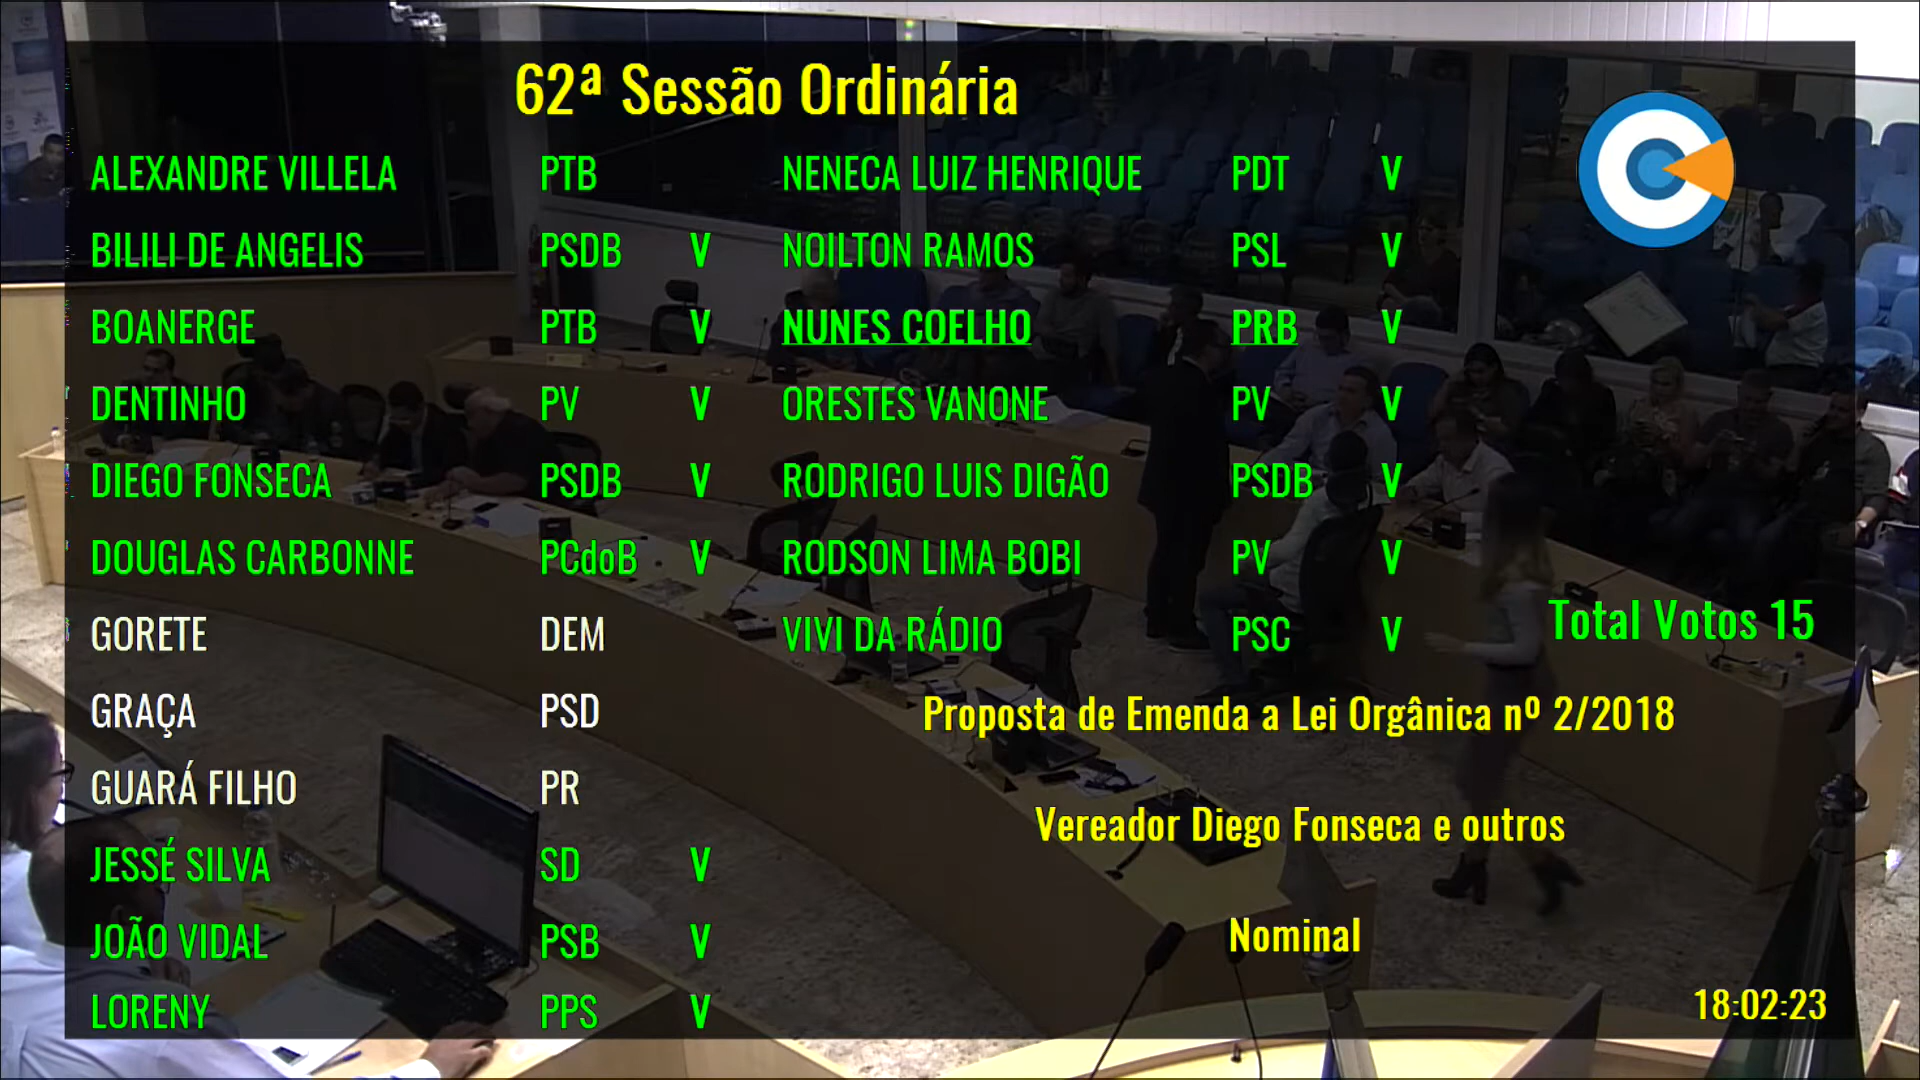 62ª Sessão Ordinária
ALEXANDRE VILLELA PTB
BILILI DE ANGELIS PSDB V
BOANERGE PTB V
DENTINHO PV V
DIEGO FONSECA PSDB V
DOUGLAS CARBONNE PCdoB V
GORETE DEM
GRAÇA PSD
GUARÁ FILHO PR
JESSÉ SILVA SD V
JOÃO VIDAL PSB V
LORENY PPS V
NENECA LUIZ HENRIQUE PDT V
NOILTON RAMOS PSL V
NUNES COELHO PRB V
ORESTES VANONE PV V
RODRIGO LUIS DIGÃO PSDB V
RODSON LIMA BOBI PV V
VIVI DA RÁDIO PSC V
Total Votos 15
Proposta de Emenda a Lei Orgânica nº 2/2018
Vereador Diego Fonseca e outros
Nominal
18:02:23